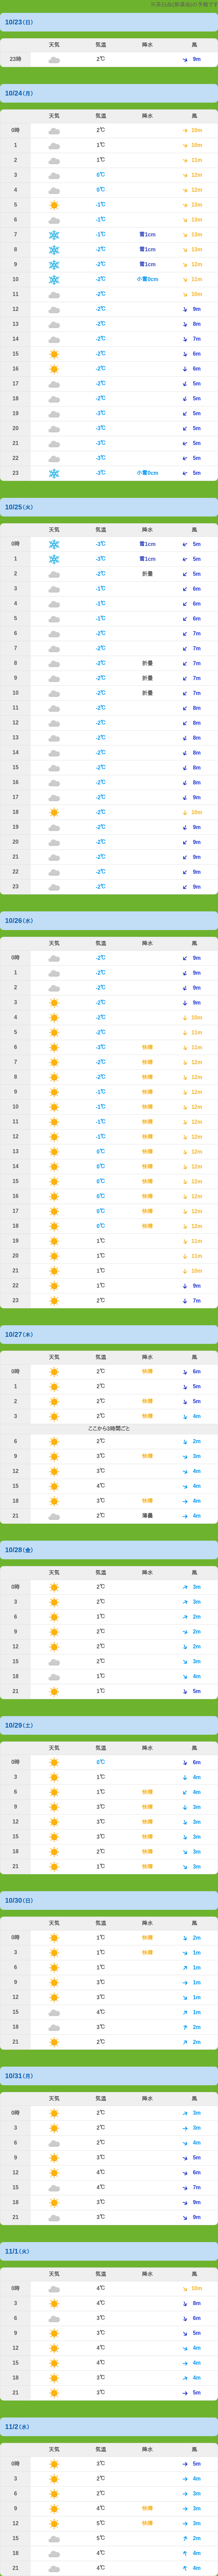 10/23(日)
天気 気温 降水 風
23時 2℃ 9m
10/24(月)
天気 気温 降水 風
0時 2℃ 10m
1 1℃ 10m
2 1℃ 11m
3 0℃ 12m
4 0℃ 12m
5 -1℃ 13m
6 -1℃ 13m
7 -1℃ 雪1cm 13m
8 -2℃ 雪1cm 13m
9 -2℃ 雪1cm 12m
10 -2℃ 小雪0cm 11m
11 -2℃ 10m
12 -2℃ 9m
13 -2℃ 8m
14 -2℃ 7m
15 -2℃ 6m
16 -2℃ 6m
17 -2℃ 5m
18 -2℃ 5m
19 -3℃ 5m
20 -3℃ 5m
21 -3℃ 5m
22 -3℃ 5m
23 -3℃ 小雪0cm 5m
10/25(火)
天気 気温 降水 風
0時 -3℃ 雪1cm 5m
1 -3℃ 雪1cm 5m
2 -2℃ 折曇 5m
3 -1℃ 6m
4 -1℃ 6m
5 -1℃ 6m
6 -2℃ 7m
7 -2℃ 7m
8 -2℃ 折曇 7m
9 -2℃ 折曇 7m
10 -2℃ 折曇 7m
11 -2℃ 8m
12 -2℃ 8m
13 -2℃ 8m
14 -2℃ 8m
15 -2℃ 8m
16 -2℃ 8m
17 -2℃ 9m
18 -2℃ 10m
19 -2℃ 9m
20 -2℃ 9m
21 -2℃ 9m
22 -2℃ 9m
23 -2℃ 9m
10/26(水)
天気 気温 降水 風
0時 -2℃ 9m
1 -2℃ 9m
2 -2℃ 9m
3 -2℃ 9m
4 -2℃ 10m
5 -2℃ 11m
6 -3℃ 快晴 11m
7 -2℃ 快晴 12m
8 -2℃ 快晴 12m
9 -1℃ 快晴 12m
10 -1℃ 快晴 12m
11 -1℃ 快晴 12m
12 -1℃ 快晴 12m
13 0℃ 快晴 12m
14 0℃ 快晴 12m
15 0℃ 快晴 12m
16 0℃ 快晴 12m
17 0℃ 快晴 12m
18 0℃ 快晴 12m
19 1℃ 11m
20 1℃ 11m
21 1℃ 10m
22 1℃ 9m
23 2℃ 7m
10/27(木)
天気 気温 降水 風
0時 2℃ 快晴 6m
1 2℃ 5m
2 2℃ 快晴 5m
3 2℃ 快晴 4m
ここから3時間ごと
6 2℃ 2m
9 3℃ 快晴 3m
12 3℃ 4m
15 4℃ 4m
18 3℃ 快晴 4m
21 2℃ 薄曇 4m
10/28(金)
天気 気温 降水 風
0時 2℃ 3m
3 2℃ 3m
6 1℃ 2m
9 2℃ 2m
12 2℃ 2m
15 2℃ 3m
18 1℃ 4m
21 1℃ 5m
10/29(土)
天気 気温 降水 風
0時 0℃ 6m
3 1℃ 4m
6 1℃ 快晴 4m
9 3℃ 快晴 3m
12 3℃ 快晴 3m
15 3℃ 快晴 3m
18 2℃ 快晴 3m
21 1℃ 快晴 3m
10/30(日)
天気 気温 降水 風
0時 1℃ 快晴 2m
3 1℃ 快晴 1m
6 1℃ 1m
9 3℃ 1m
12 3℃ 1m
15 4℃ 1m
18 3℃ 2m
21 2℃ 2m
10/31(月)
天気 気温 降水 風
0時 2℃ 3m
3 2℃ 3m
6 2℃ 4m
9 3℃ 5m
12 4℃ 6m
15 4℃ 7m
18 3℃ 9m
21 3℃ 9m
11/1(火)
天気 気温 降水 風
0時 4℃ 10m
3 4℃ 8m
6 3℃ 6m
9 3℃ 5m
12 4℃ 4m
15 4℃ 4m
18 3℃ 4m
21 3℃ 5m
11/2(水)
天気 気温 降水 風
0時 3℃ 5m
3 2℃ 4m
6 2℃ 3m
9 4℃ 快晴 3m
12 5℃ 快晴 3m
15 5℃ 2m
18 4℃ 4m
21 4℃ 4m